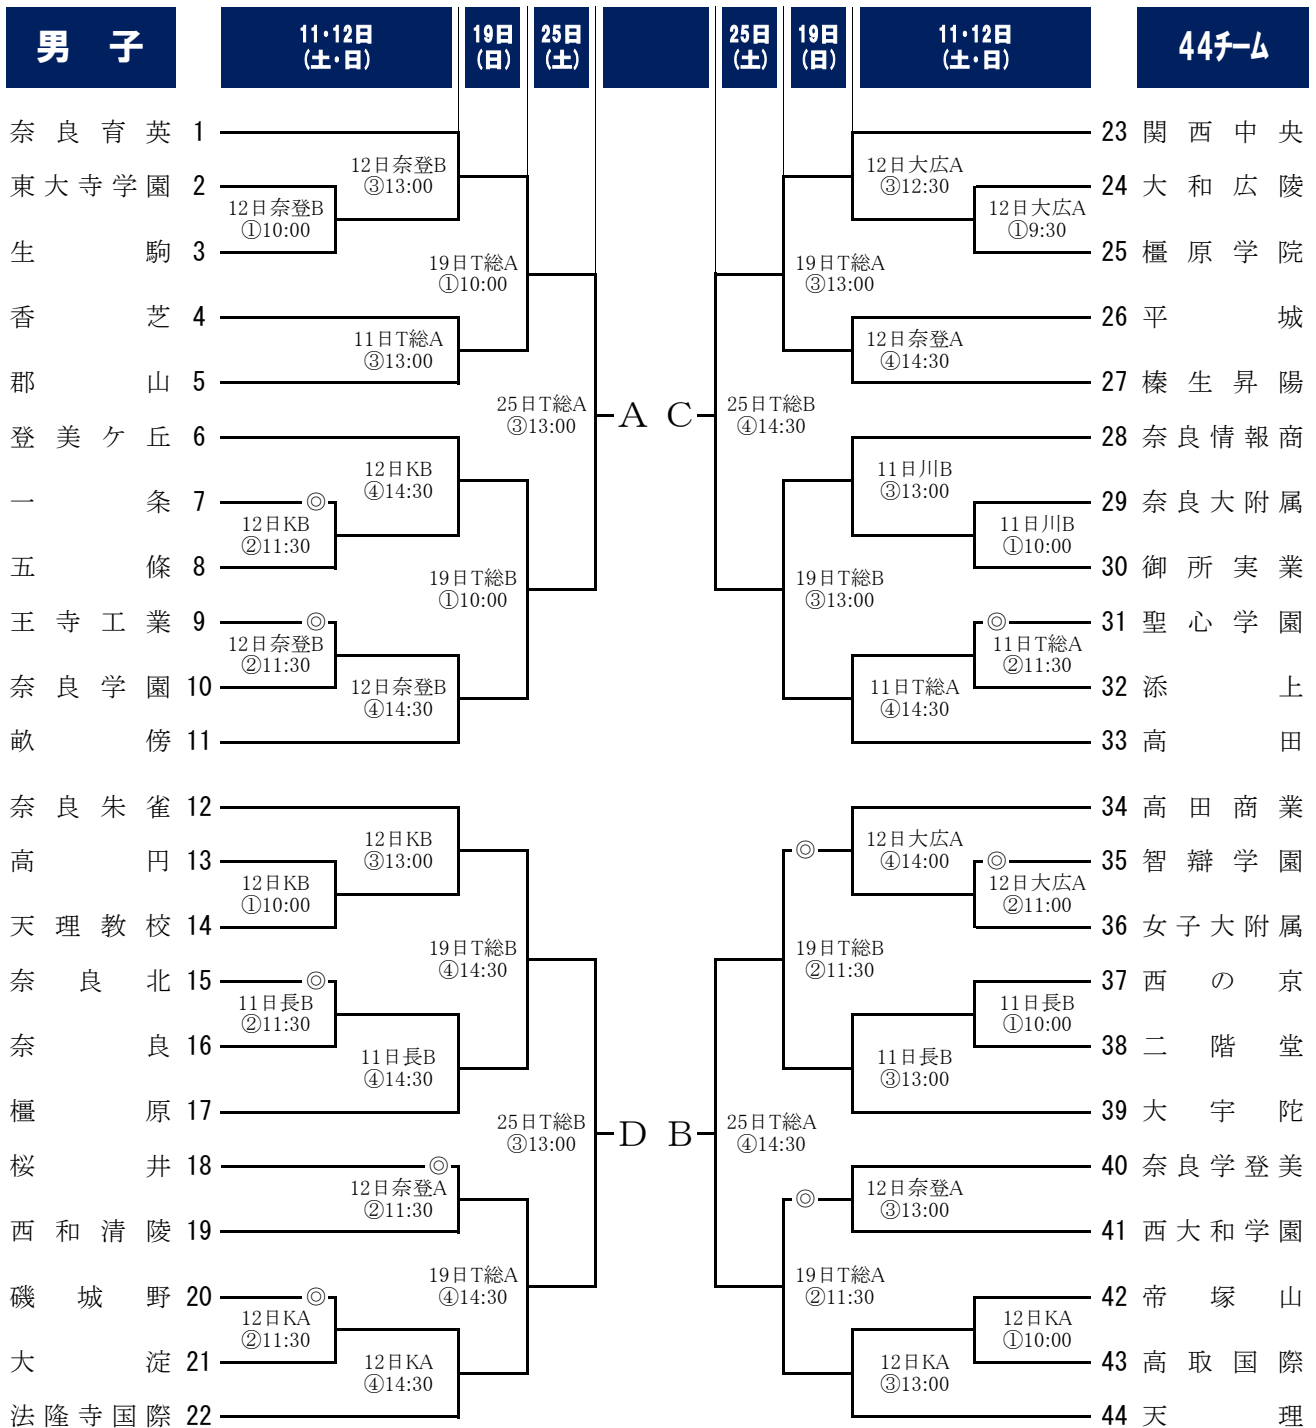 男子 11・12日(土・日) 19日(日) 25日(土) 25日(土) 19日(日) 11・12日(土・日) 44チーム
奈良育英 1
東大寺学園 2
生駒 3
香芝 4
郡山 5
登美ケ丘 6
一条 7 ◎
五條 8
王寺工業 9 ◎
奈良学園 10
畝傍 11
奈良朱雀 12
高円 13
天理教校 14
奈良北 15 ◎
奈良 16
橿原 17
桜井 18 ◎
西和清陵 19
磯城野 20 ◎
大淀 21
法隆寺国際 22
12日奈登B
①10:00
12日奈登B
③13:00
11日T総A
③13:00
12日KB
②11:30
12日KB
④14:30
12日奈登B
②11:30
12日奈登B
④14:30
12日KB
①10:00
12日KB
③13:00
11日長B
②11:30
11日長B
④14:30
12日奈登A
②11:30
12日KA
②11:30
12日KA
④14:30
19日T総A
①10:00
19日T総B
①10:00
19日T総B
④14:30
19日T総A
④14:30
25日T総A
③13:00
25日T総B
③13:00
A C
D B
25日T総B
④14:30
25日T総A
④14:30
19日T総A
③13:00
19日T総B
③13:00
◎
19日T総B
②11:30
◎
19日T総A
②11:30
12日大広A
③12:30
12日大広A
①9:30
12日奈登A
④14:30
11日川B
③13:00
11日川B
①10:00
11日T総A
②11:30
11日T総A
④14:30
12日大広A
④14:00
12日大広A
②11:00
11日長B
①10:00
11日長B
③13:00
12日奈登A
③13:00
12日KA
①10:00
12日KA
③13:00
23 関西中央
24 大和広陵
25 橿原学院
26 平城
27 榛生昇陽
28 奈良情報商
29 奈良大附属
30 御所実業
◎ 31 聖心学園
32 添上
33 高田
34 高田商業
◎ 35 智辯学園
36 女子大附属
37 西の京
38 二階堂
39 大宇陀
40 奈良学登美
41 西大和学園
42 帝塚山
43 高取国際
44 天理